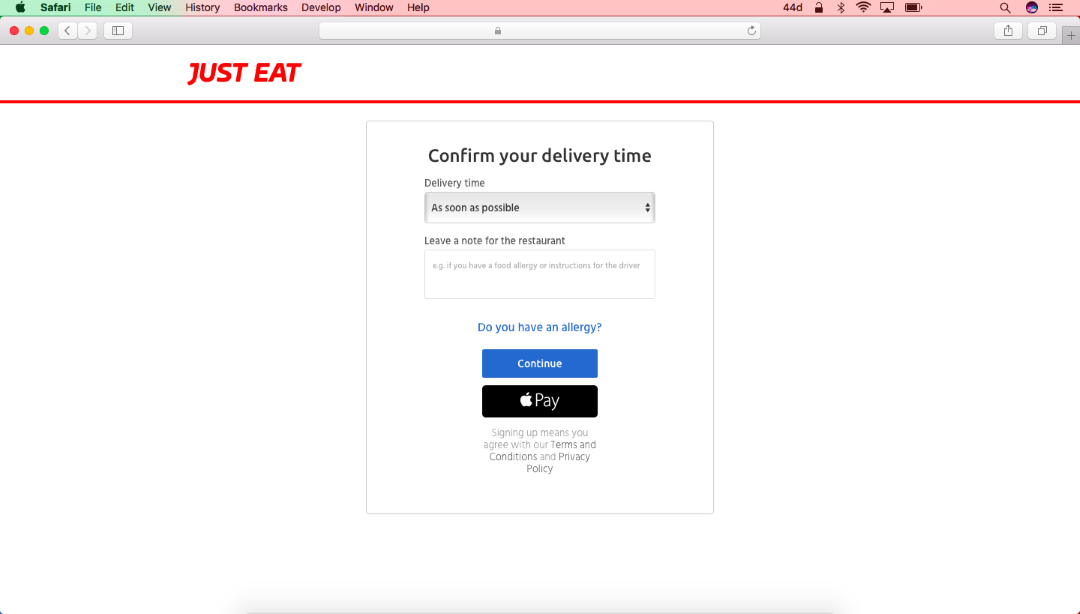 Safari File Edit View History Bookmarks Develop Window Help 44d
JUST EAT
Confirm your delivery time
Delivery time
As soon as possible
Leave a note for the restaurant
e.g. if you have a food allergy or instructions for the driver
Do you have an allergy?
Continue
Pay
Signing up means you
agree with our Terms and
Conditions and Privacy
Policy